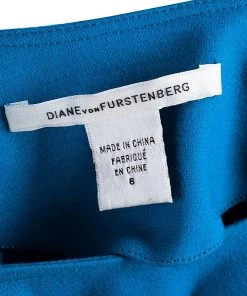 DIANE VON FURSTENBERG
MADE IN CHINA
FABRIQUÉ
EN CHINE
6